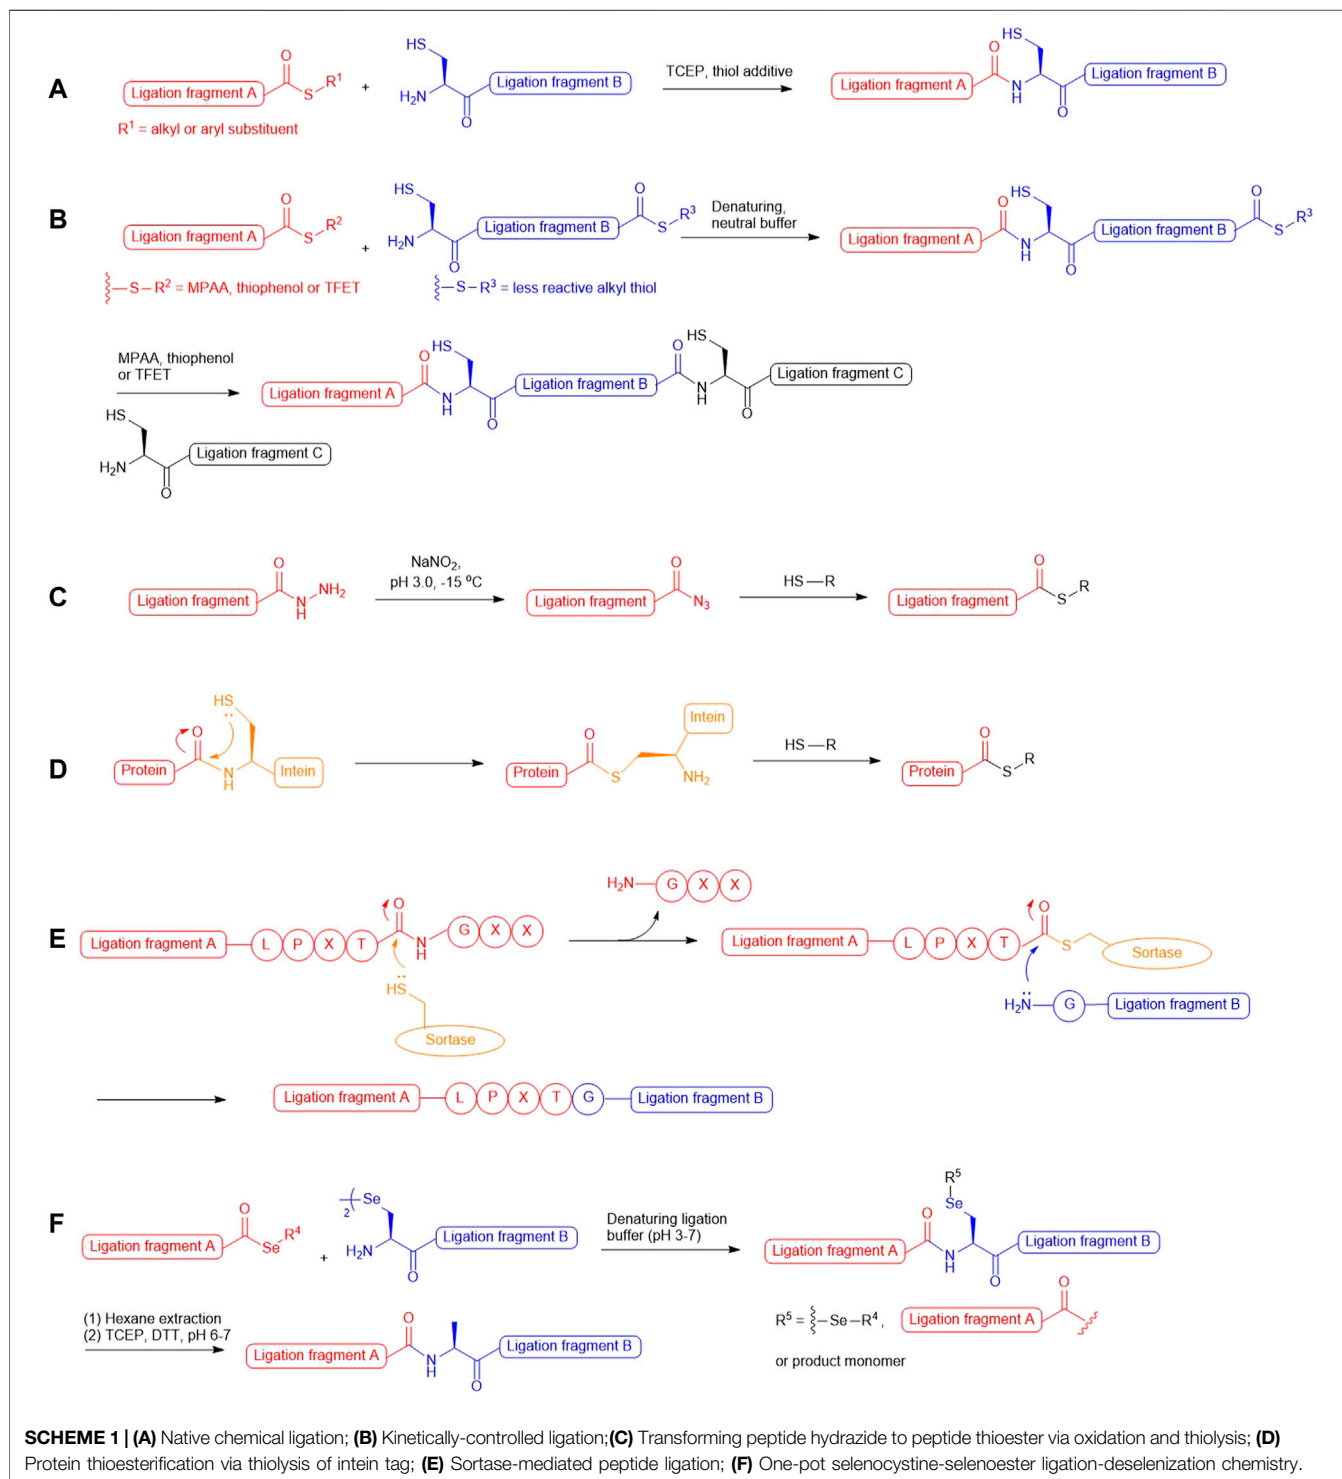 A
Ligation fragment A
O
S
R1
+
HS
H2N
O
Ligation fragment B
TCEP, thiol additive
Ligation fragment A
O
N
H
HS
O
Ligation fragment B
R1 = alkyl or aryl substituent
B
Ligation fragment A
O
S
R2
+
HS
H2N
O
Ligation fragment B
O
S
R3
Denaturing,
neutral buffer
Ligation fragment A
O
N
H
HS
O
Ligation fragment B
O
S
R3
S–R2 = MPAA, thiophenol or TFET
S–R3 = less reactive alkyl thiol
MPAA, thiophenol
or TFET
HS
H2N
O
Ligation fragment C
Ligation fragment A
O
N
H
HS
O
Ligation fragment B
O
N
H
HS
O
Ligation fragment C
C
Ligation fragment
O
N
H
NH2
NaNO2,
pH 3.0, -15 ºC
Ligation fragment
O
N3
HS–R
Ligation fragment
O
S
R
D
Protein
O
N
H
HS
Intein
Protein
O
S
Intein
NH2
HS–R
Protein
O
S
R
E
Ligation fragment A
L P X T
O
N
H
G X X
HS
Sortase
H2N
G X X
Ligation fragment A
L P X T
O
S
Sortase
H2N
G
Ligation fragment B
Ligation fragment A
L P X T G
Ligation fragment B
F
Ligation fragment A
O
Se
R4
+
2
Se
H2N
O
Ligation fragment B
Denaturing ligation
buffer (pH 3-7)
Ligation fragment A
O
N
H
R5
Se
O
Ligation fragment B
(1) Hexane extraction
(2) TCEP, DTT, pH 6-7
Ligation fragment A
O
N
H
O
Ligation fragment B
R5 = Se–R4,
Ligation fragment A
O
or product monomer
SCHEME 1 | (A) Native chemical ligation; (B) Kinetically-controlled ligation;(C) Transforming peptide hydrazide to peptide thioester via oxidation and thiolysis; (D)
Protein thioesterification via thiolysis of intein tag; (E) Sortase-mediated peptide ligation; (F) One-pot selenocystine-selenoester ligation-deselenization chemistry.